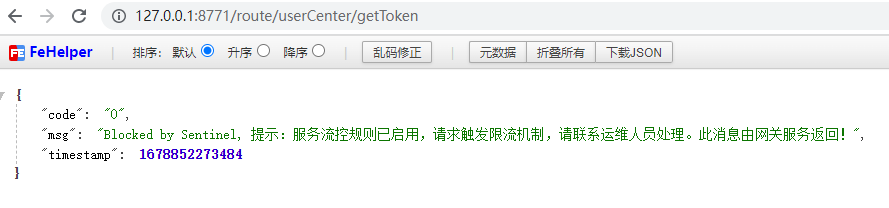 127.0.0.1:8771/route/userCenter/getToken
FeHelper | 排序: 默认 升序 降序 | 乱码修正 | 元数据 折叠所有 下载JSON
{
"code": "0",
"msg": "Blocked by Sentinel, 提示：服务流控规则已启用，请求触发限流机制，请联系运维人员处理。此消息由网关服务返回！",
"timestamp": 1678852273484
}